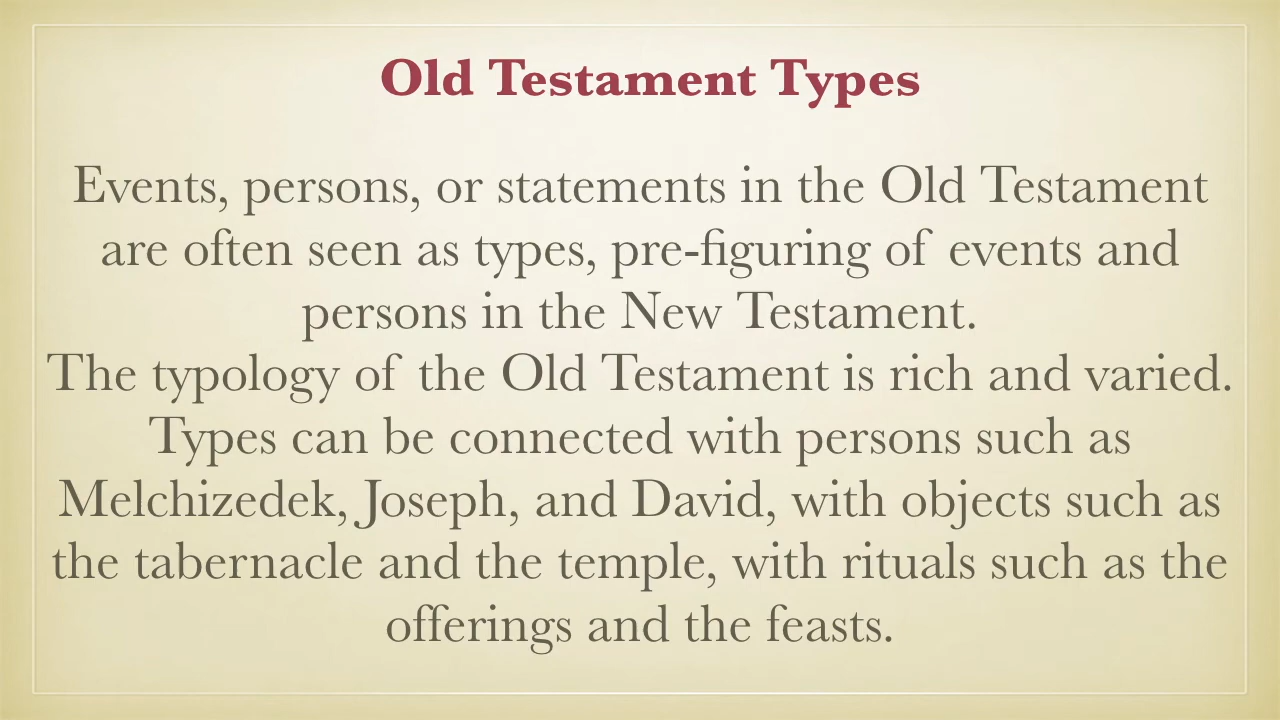 Old Testament Types
Events, persons, or statements in the Old Testament
are often seen as types, pre-figuring of events and
persons in the New Testament.
The typology of the Old Testament is rich and varied.
Types can be connected with persons such as
Melchizedek, Joseph, and David, with objects such as
the tabernacle and the temple, with rituals such as the
offerings and the feasts.